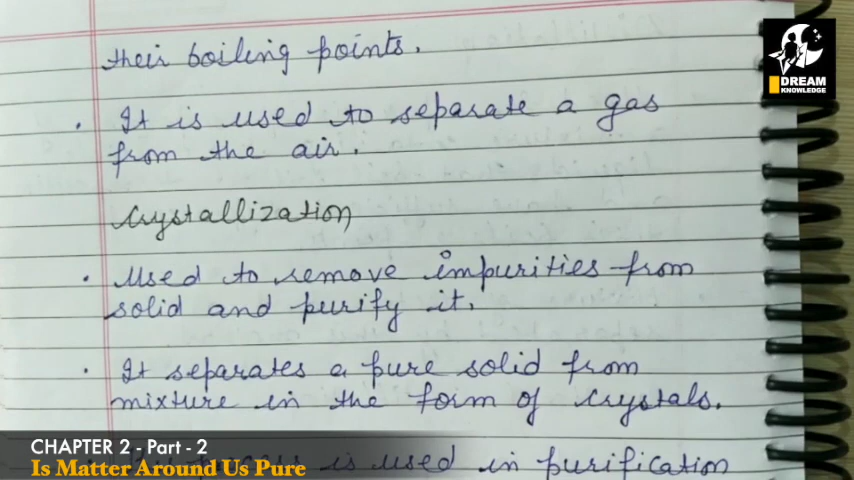 their boiling points.
DREAM
KNOWLEDGE
. It is used to separate a gas
from the air.
Crystallization
. Used to remove impurities from
solid and purify it.
. It separates a pure solid from
mixture in the form of crystals.
process is used in purification
CHAPTER 2 - Part - 2
Is Matter Around Us Pure